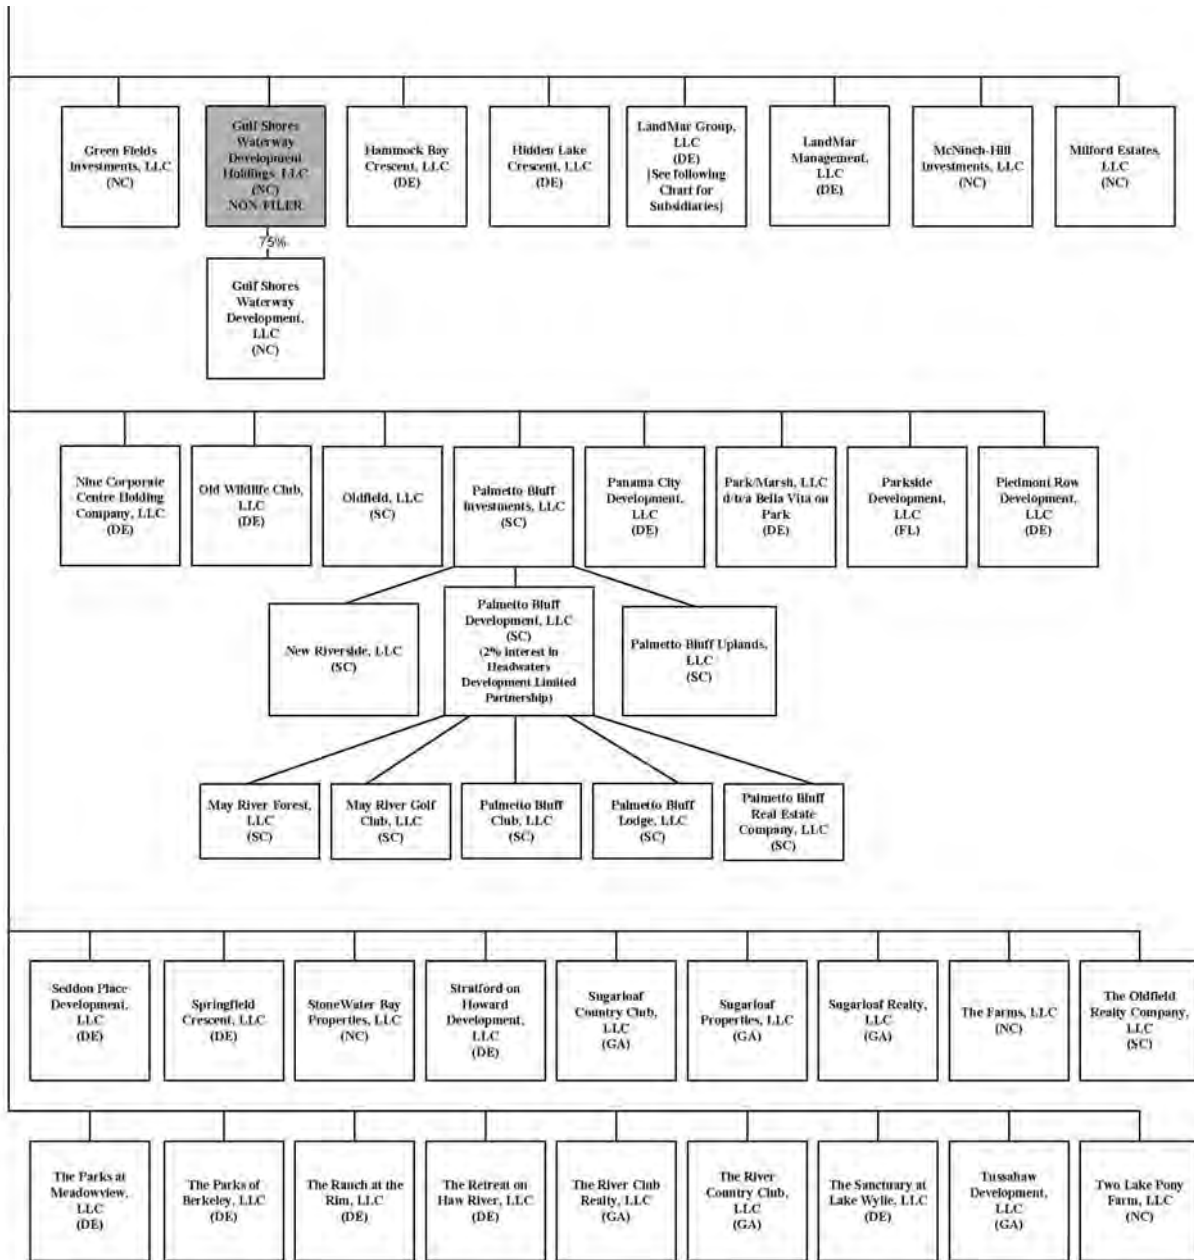 Green Fields
Investments, LLC
(NC)
Gulf Shores
Waterway
Development
Holdings, LLC
(NC)
NON-FILER
Hammock Bay
Crescent, LLC
(DE)
Hidden Lake
Crescent, LLC
(DE)
LandMar Group,
LLC
(DE)
[See following
Chart for
Subsidiaries]
LandMar
Management,
LLC
(DE)
McNinch-Hill
Investments, LLC
(NC)
Milford Estates,
LLC
(NC)
75%
Gulf Shores
Waterway
Development,
LLC
(NC)
Nine Corporate
Centre Holding
Company, LLC
(DE)
Old Wildlife Club,
LLC
(DE)
Oldfield, LLC
(SC)
Palmetto Bluff
Investments, LLC
(SC)
Panama City
Development,
LLC
(DE)
Park/Marsh, LLC
d/b/a Bella Vita on
Park
(DE)
Parkside
Development,
LLC
(FL)
Piedmont Row
Development,
LLC
(DE)
New Riverside, LLC
(SC)
Palmetto Bluff
Development, LLC
(SC)
(2% interest in
Headwaters
Development Limited
Partnership)
Palmetto Bluff Uplands,
LLC
(SC)
May River Forest,
LLC
(SC)
May River Golf
Club, LLC
(SC)
Palmetto Bluff
Club, LLC
(SC)
Palmetto Bluff
Lodge, LLC
(SC)
Palmetto Bluff
Real Estate
Company, LLC
(SC)
Seddon Place
Development,
LLC
(DE)
Springfield
Crescent, LLC
(DE)
StoneWater Bay
Properties, LLC
(NC)
Stratford on
Howard
Development,
LLC
(DE)
Sugarloaf
Country Club,
LLC
(GA)
Sugarloaf
Properties, LLC
(GA)
Sugarloaf Realty,
LLC
(GA)
The Farms, LLC
(NC)
The Oldfield
Realty Company,
LLC
(SC)
The Parks at
Meadowview,
LLC
(DE)
The Parks of
Berkeley, LLC
(DE)
The Ranch at the
Rim, LLC
(DE)
The Retreat on
Haw River, LLC
(DE)
The River Club
Realty, LLC
(GA)
The River
Country Club,
LLC
(GA)
The Sanctuary at
Lake Wylie, LLC
(DE)
Tussahaw
Development,
LLC
(GA)
Two Lake Pony
Farm, LLC
(NC)